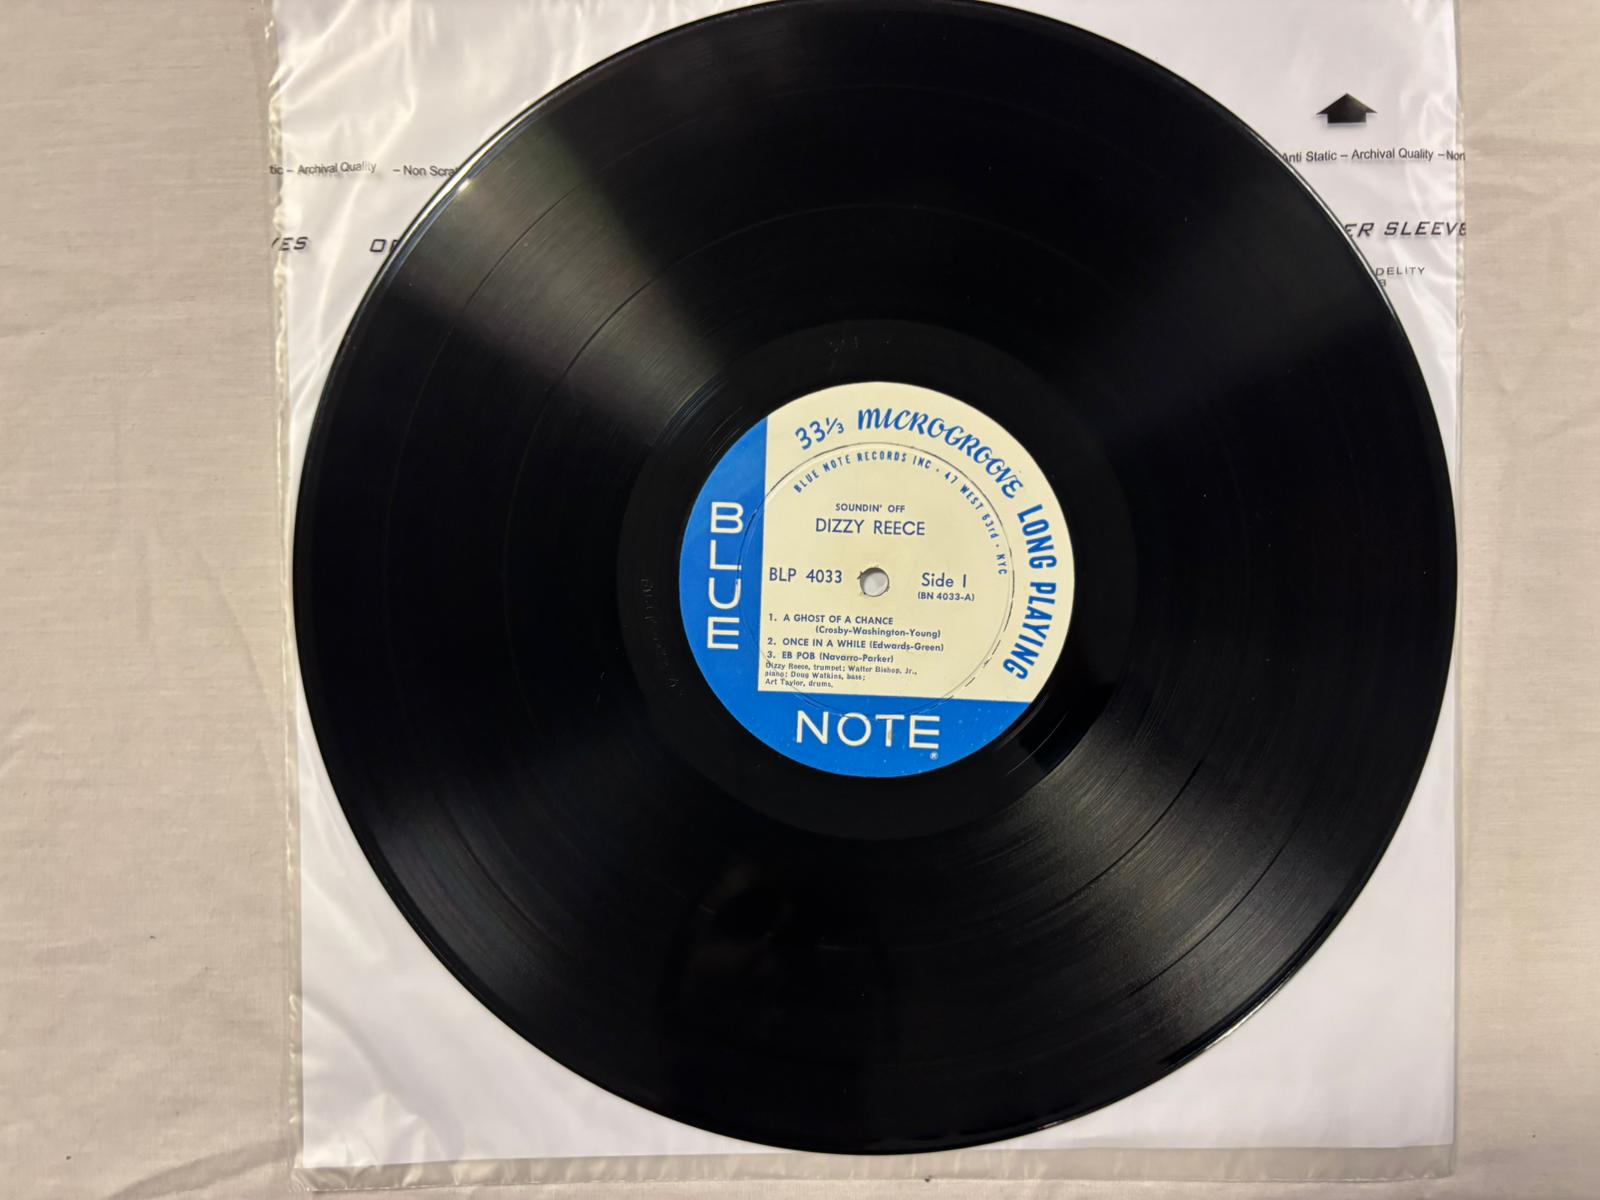 tic – Archival Quality – Non Scra
Anti Static – Archival Quality – Non
ER SLEEVE
DELITY
33⅓ MICROGROOVE LONG PLAYING
BLUE NOTE RECORDS INC · 47 WEST 63rd · NYC
SOUNDIN' OFF
DIZZY REECE
BLP 4033 Side 1
(BN 4033-A)
1. A GHOST OF A CHANCE
(Crosby-Washington-Young)
2. ONCE IN A WHILE (Edwards-Green)
3. EB POB (Navarro-Parker)
Dizzy Reece, trumpet; Walter Bishop, Jr.,
piano; Doug Watkins, bass;
Art Taylor, drums.
BLUE
NOTE
®